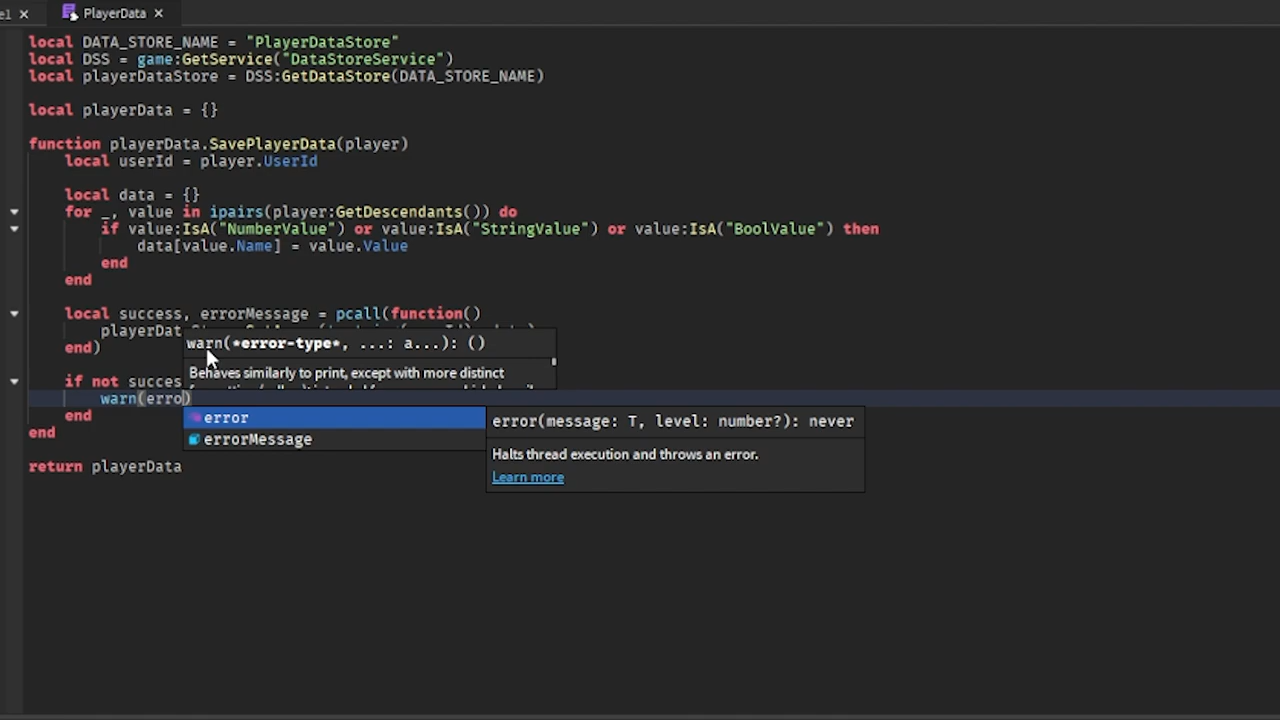 el ×
PlayerData ×
local DATA_STORE_NAME = "PlayerDataStore"
local DSS = game:GetService("DataStoreService")
local playerDataStore = DSS:GetDataStore(DATA_STORE_NAME)
local playerData = {}
function playerData.SavePlayerData(player)
local userId = player.UserId
local data = {}
for _, value in ipairs(player:GetDescendants()) do
if value:IsA("NumberValue") or value:IsA("StringValue") or value:IsA("BoolValue") then
data[value.Name] = value.Value
end
end
local success, errorMessage = pcall(function()
playerDat
warn(*error-type*, ...: a...): ()
end)
Behaves similarly to print, except with more distinct
if not succes
warn(erro)
end
error
errorMessage
error(message: T, level: number?): never
Halts thread execution and throws an error.
Learn more
end
return playerData